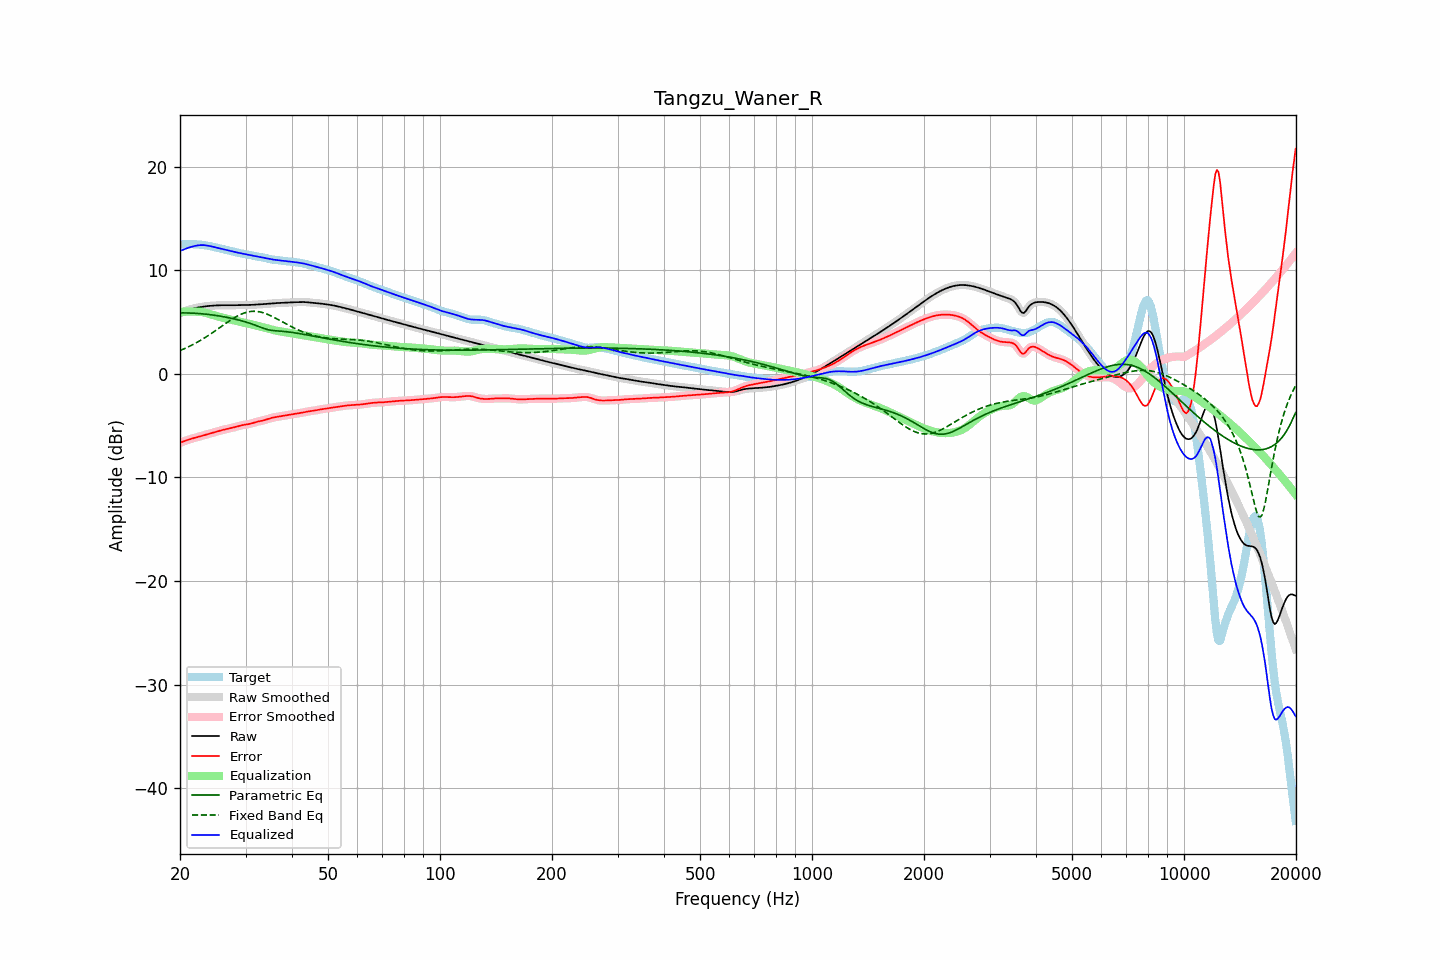 Tangzu_Waner_R
Amplitude (dBr)
20
10
0
−10
−20
−30
−40
Target
Raw Smoothed
Error Smoothed
Raw
Error
Equalization
Parametric Eq
Fixed Band Eq
Equalized
20 50 100 200 500 1000 2000 5000 10000 20000
Frequency (Hz)